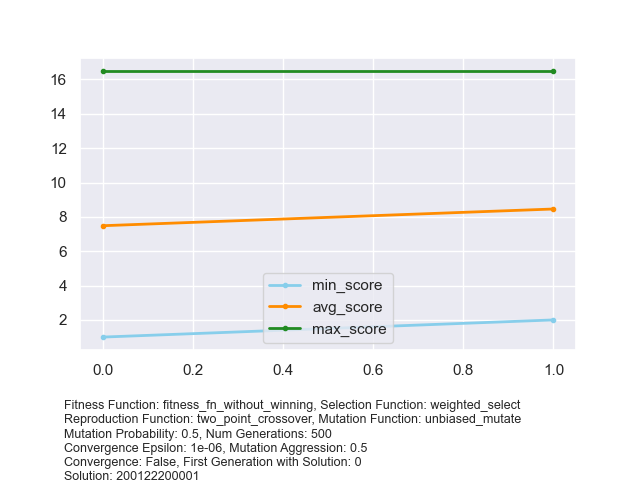 16
14
12
10
8
6
4
2
min_score
avg_score
max_score
0.0 0.2 0.4 0.6 0.8 1.0
Fitness Function: fitness_fn_without_winning, Selection Function: weighted_select
Reproduction Function: two_point_crossover, Mutation Function: unbiased_mutate
Mutation Probability: 0.5, Num Generations: 500
Convergence Epsilon: 1e-06, Mutation Aggression: 0.5
Convergence: False, First Generation with Solution: 0
Solution: 200122200001